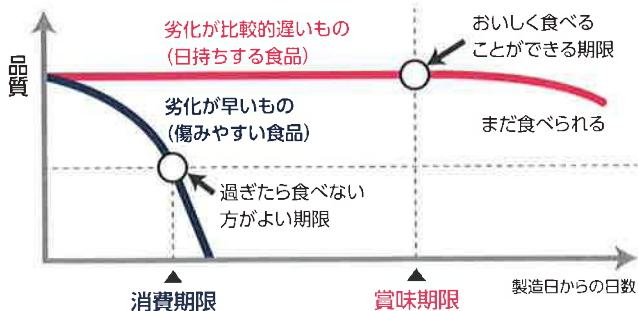 品質
劣化が比較的遅いもの
（日持ちする食品）
おいしく食べる
ことができる期限
劣化が早いもの
（傷みやすい食品）
まだ食べられる
過ぎたら食べない
方がよい期限
製造日からの日数
▲
消費期限
▲
賞味期限